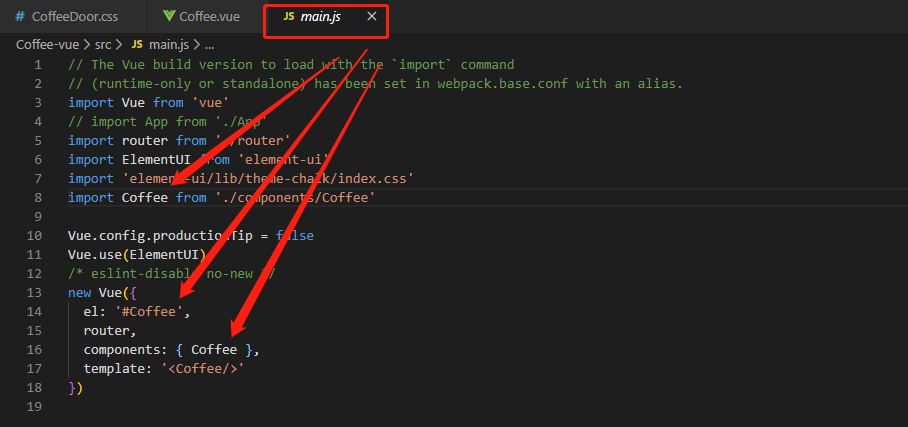 # CoffeeDoor.css Coffee.vue JS main.js ×
Coffee-vue > src > JS main.js > ...
1 // The Vue build version to load with the `import` command
2 // (runtime-only or standalone) has been set in webpack.base.conf with an alias.
3 import Vue from 'vue'
4 // import App from './App'
5 import router from './router'
6 import ElementUI from 'element-ui'
7 import 'element-ui/lib/theme-chalk/index.css'
8 import Coffee from './components/Coffee'
9
10 Vue.config.productionTip = false
11 Vue.use(ElementUI)
12 /* eslint-disable no-new */
13 new Vue({
14 el: '#Coffee',
15 router,
16 components: { Coffee },
17 template: '<Coffee/>'
18 })
19